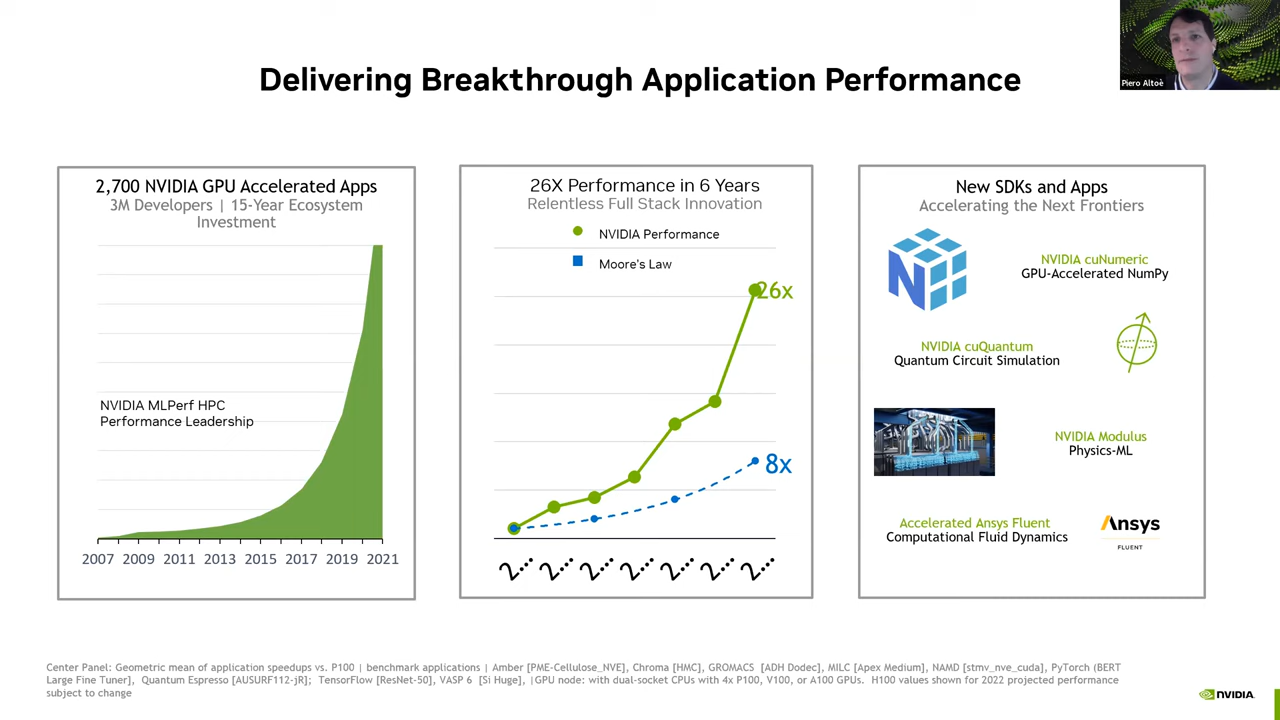 Piero Altoè
Delivering Breakthrough Application Performance
2,700 NVIDIA GPU Accelerated Apps
3M Developers | 15-Year Ecosystem
Investment
NVIDIA MLPerf HPC
Performance Leadership
2007 2009 2011 2013 2015 2017 2019 2021
26X Performance in 6 Years
Relentless Full Stack Innovation
NVIDIA Performance
Moore's Law
26x
8x
2... 2... 2... 2... 2... 2... 2...
New SDKs and Apps
Accelerating the Next Frontiers
N
NVIDIA cuNumeric
GPU-Accelerated NumPy
NVIDIA cuQuantum
Quantum Circuit Simulation
NVIDIA Modulus
Physics-ML
Accelerated Ansys Fluent
Computational Fluid Dynamics
Ansys
FLUENT
Center Panel: Geometric mean of application speedups vs. P100 | benchmark applications | Amber [PME-Cellulose_NVE], Chroma [HMC], GROMACS [ADH Dodec], MILC [Apex Medium], NAMD [stmv_nve_cuda], PyTorch (BERT
Large Fine Tuner], Quantum Espresso [AUSURF112-jR]; TensorFlow [ResNet-50], VASP 6 [Si Huge], |GPU node: with dual-socket CPUs with 4x P100, V100, or A100 GPUs. H100 values shown for 2022 projected performance
subject to change
NVIDIA.